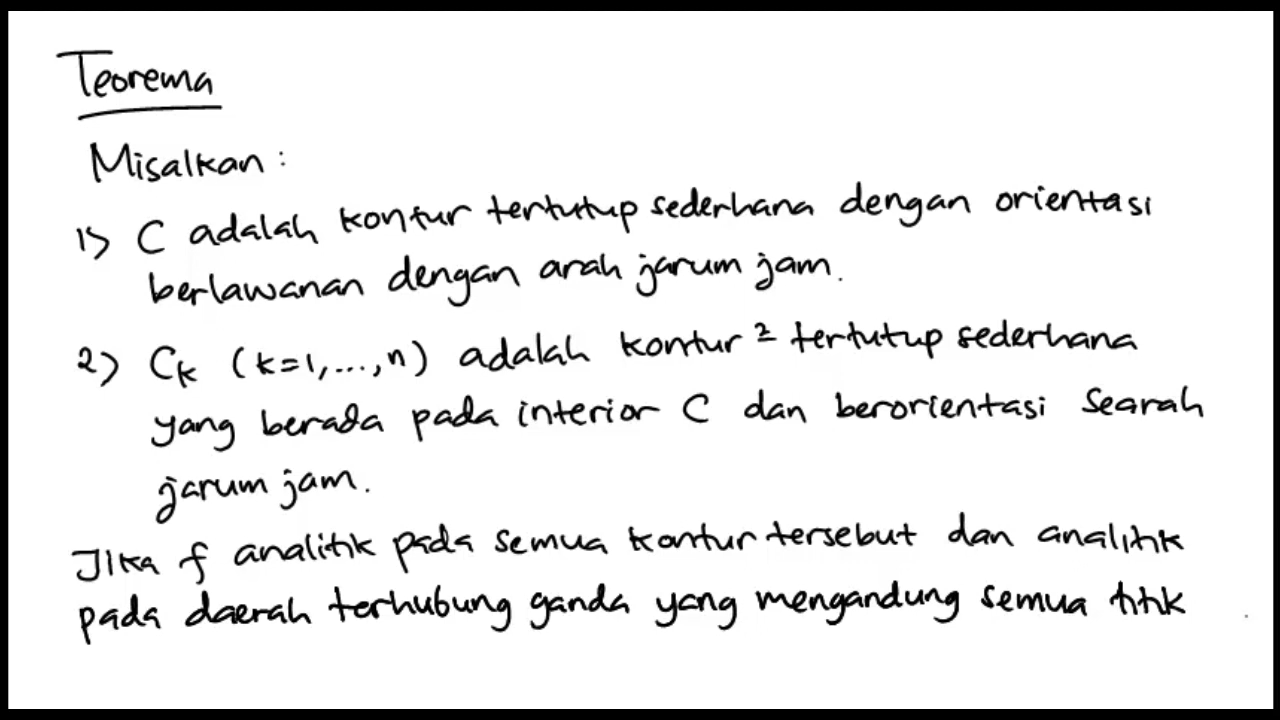 Teorema
Misalkan :
1) C adalah kontur tertutup sederhana dengan orientasi
berlawanan dengan arah jarum jam.
2) Cₖ (k=1,...,n) adalah kontur² tertutup sederhana
yang berada pada interior C dan berorientasi searah
jarum jam.
Jika f analitik pada semua kontur tersebut dan analitik
pada daerah terhubung ganda yang mengandung semua titik